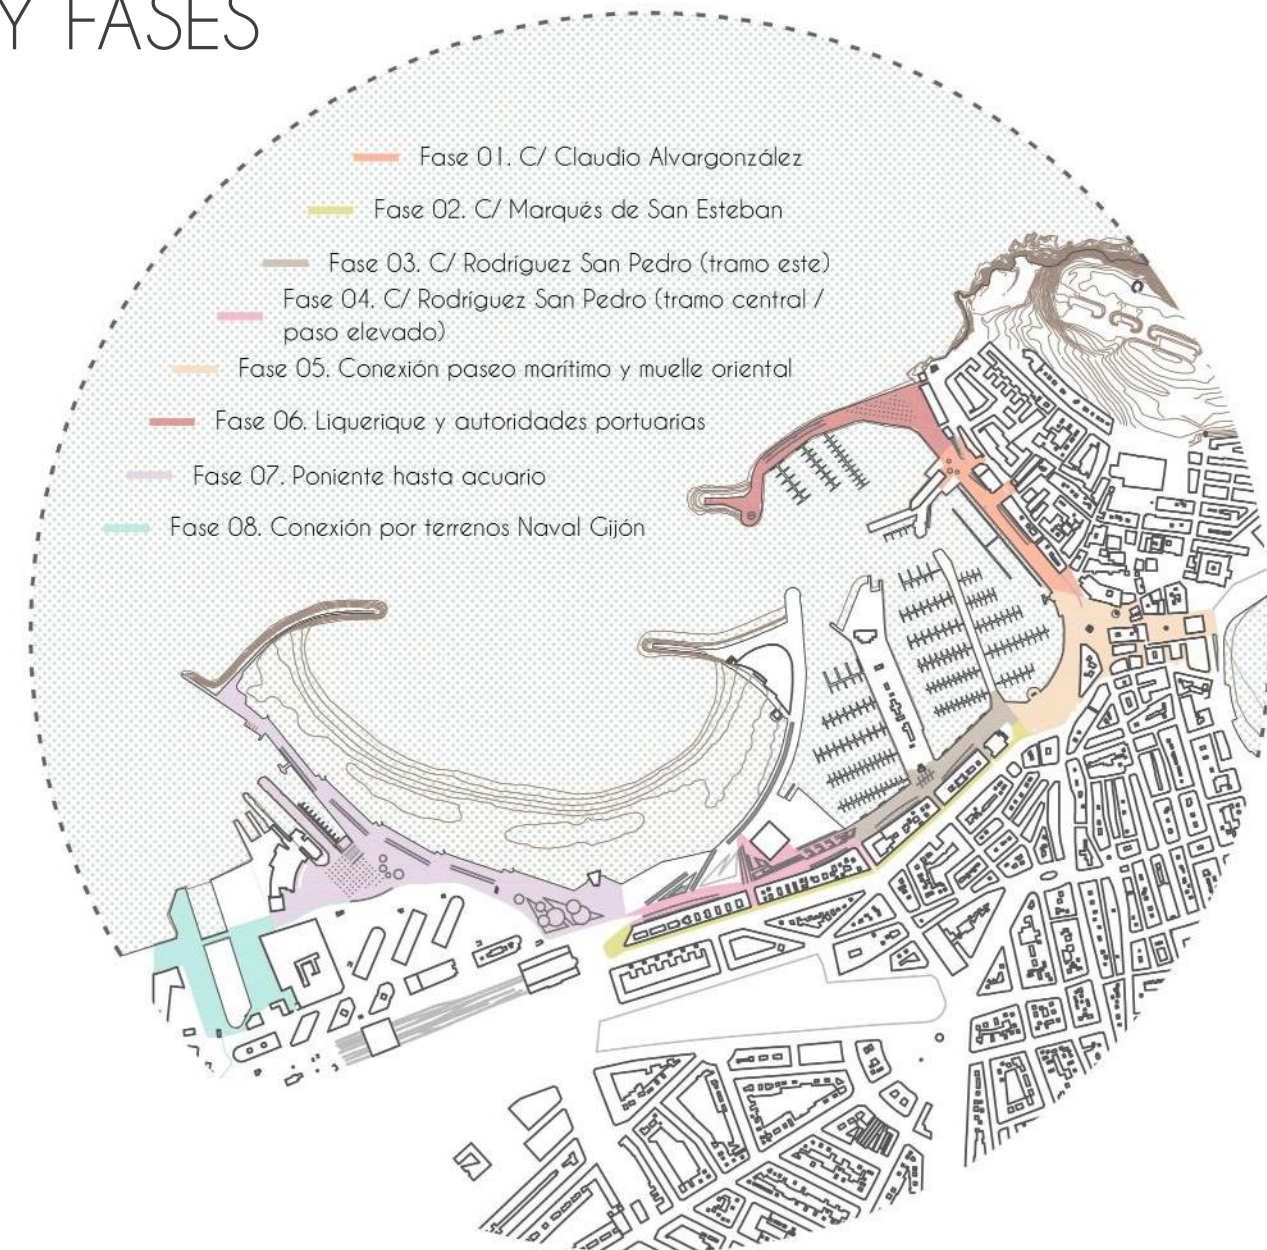 Y FASES
Fase 01. C/ Claudio Alvargonzález
Fase 02. C/ Marqués de San Esteban
Fase 03. C/ Rodríguez San Pedro (tramo este)
Fase 04. C/ Rodríguez San Pedro (tramo central /
paso elevado)
Fase 05. Conexión paseo marítimo y muelle oriental
Fase 06. Liquerique y autoridades portuarias
Fase 07. Poniente hasta acuario
Fase 08. Conexión por terrenos Naval Gijón